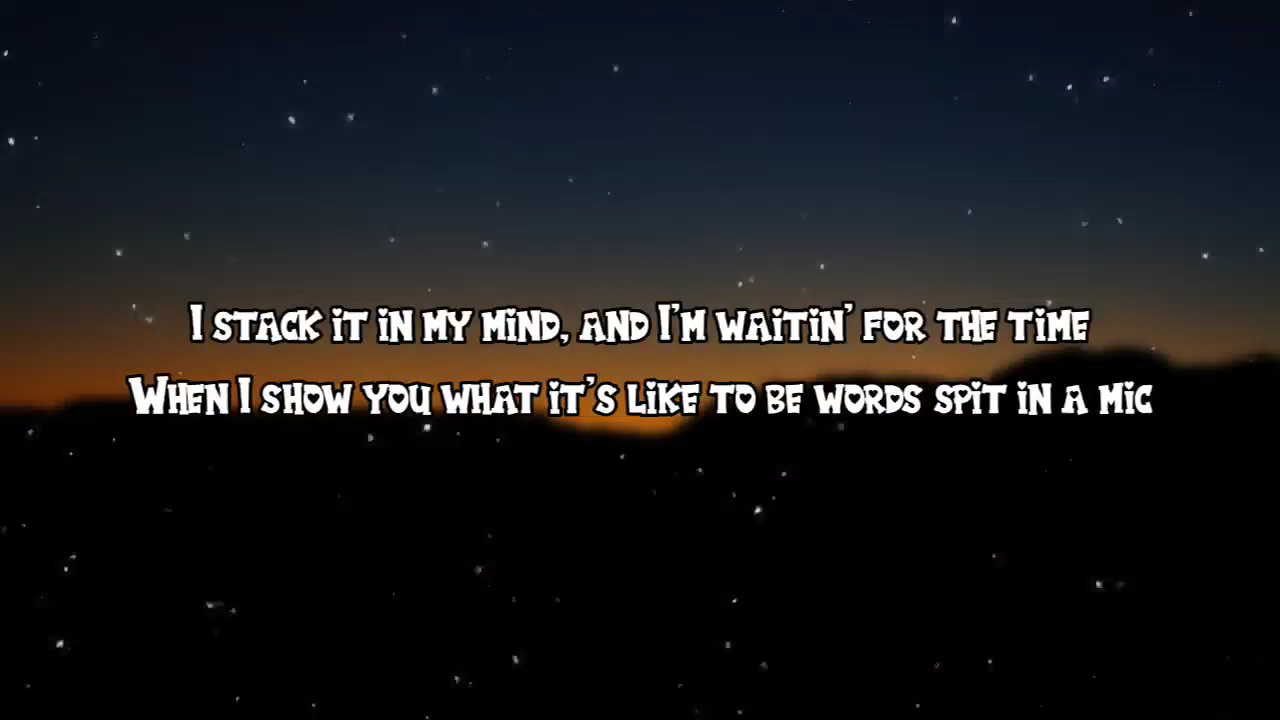 I stack it in my mind, and I'm waitin' for the time
When I show you what it's like to be words spit in a mic